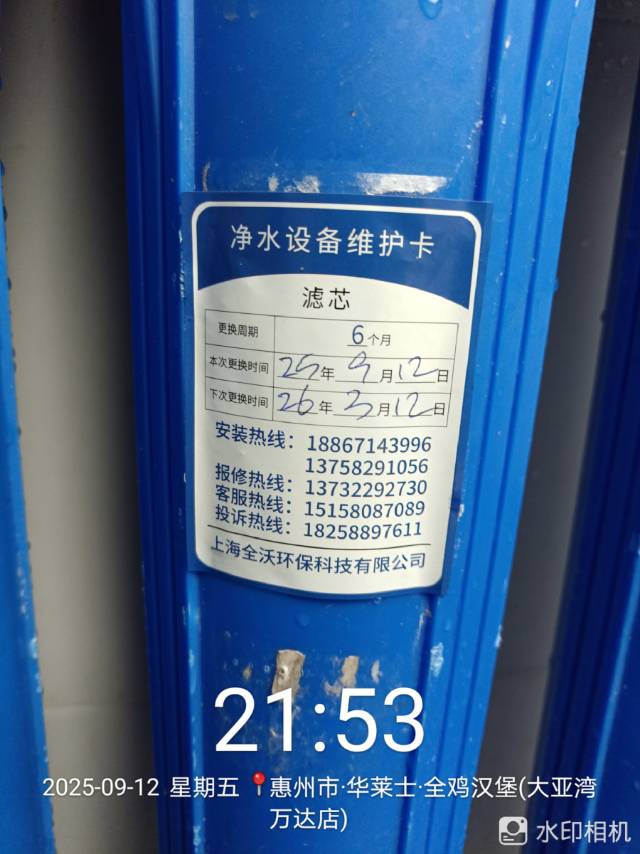 净水设备维护卡
滤芯
更换周期 6个月
本次更换时间 25年 9月12日
下次更换时间 26年 3月12日
安装热线：18867143996
13758291056
报修热线：13732292730
客服热线：15158087089
投诉热线：18258897611
上海全沃环保科技有限公司
21:53
2025-09-12 星期五 惠州市·华莱士·全鸡汉堡(大亚湾
万达店)
水印相机